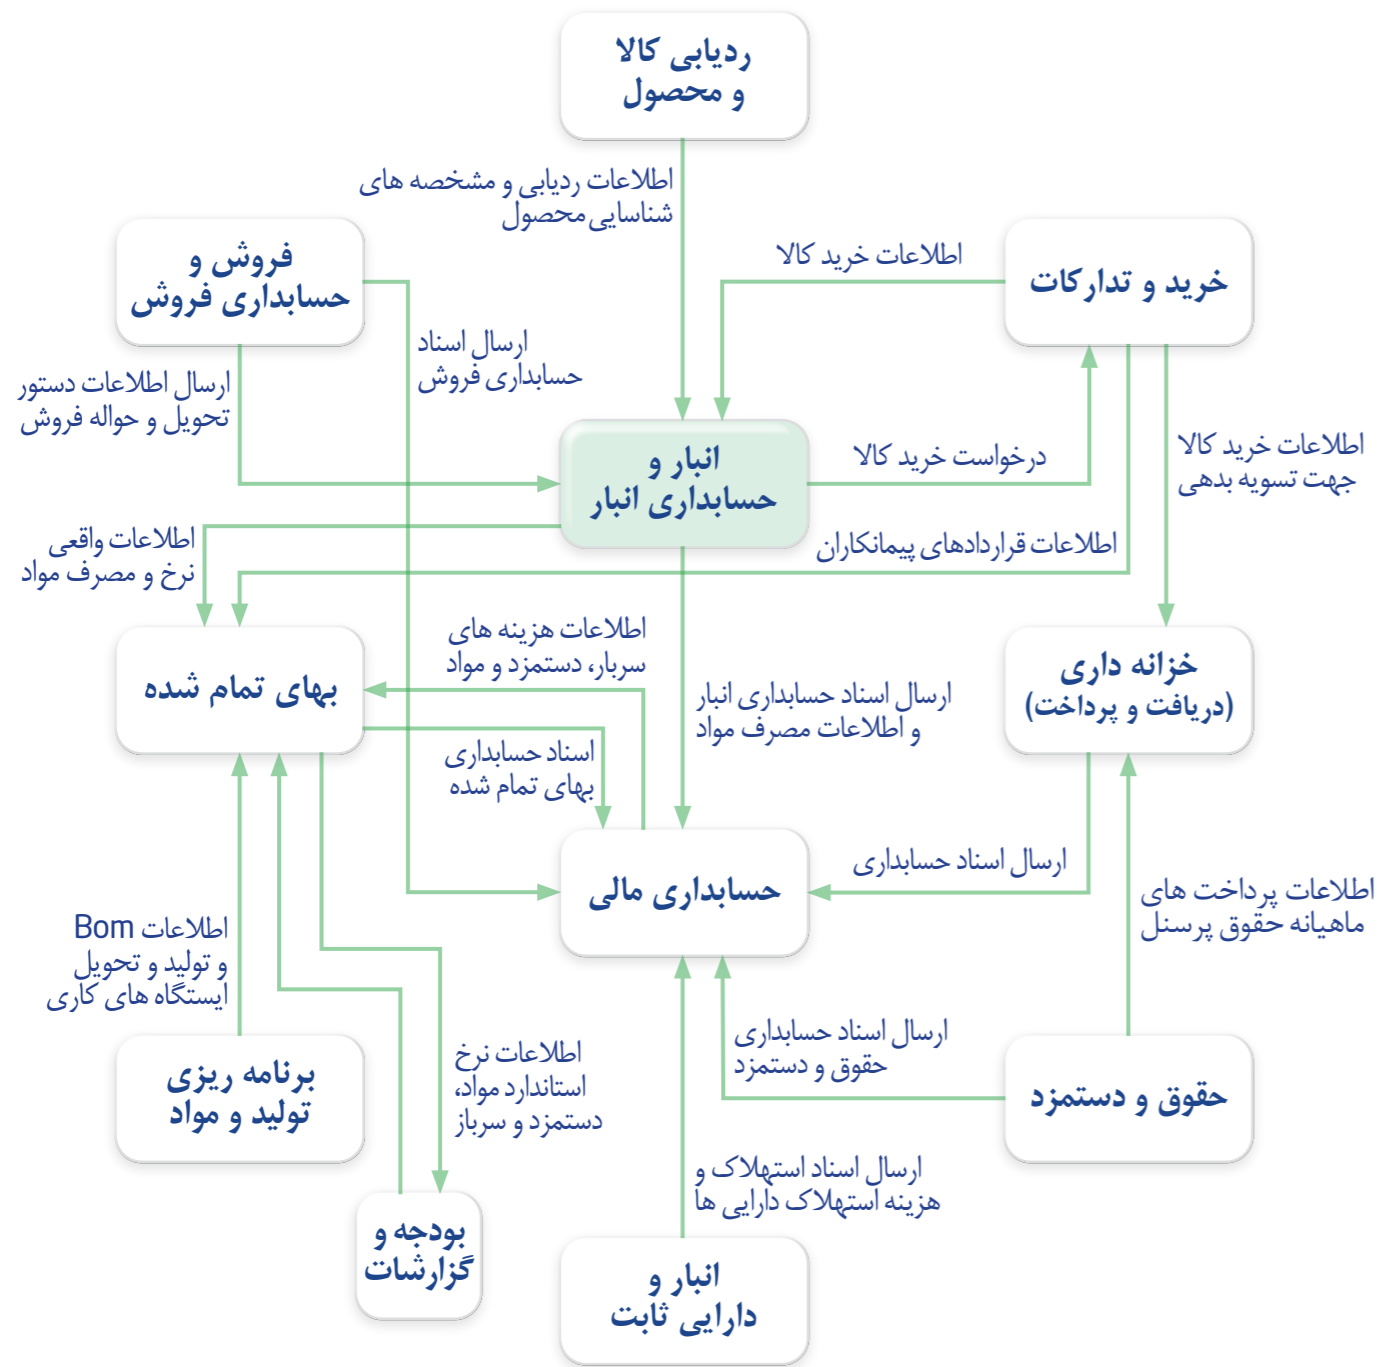 ردیابی کالا
و محصول
اطلاعات ردیابی و مشخصه های
شناسایی محصول
خرید و تدارکات
اطلاعات خرید کالا
فروش و
حسابداری فروش
ارسال اسناد
حسابداری فروش
ارسال اطلاعات دستور
تحویل و حواله فروش
انبار و
حسابداری انبار
درخواست خرید کالا
اطلاعات خرید کالا
جهت تسویه بدهی
اطلاعات قراردادهای پیمانکاران
اطلاعات واقعی
نرخ و مصرف مواد
خزانه داری
(دریافت و پرداخت)
اطلاعات هزینه های
سربار، دستمزد و مواد
بهای تمام شده
ارسال اسناد حسابداری انبار
و اطلاعات مصرف مواد
اسناد حسابداری
بهای تمام شده
ارسال اسناد حسابداری
حسابداری مالی
اطلاعات پرداخت های
ماهیانه حقوق پرسنل
اطلاعات Bom
و تولید و تحویل
ایستگاه های کاری
ارسال اسناد حسابداری
حقوق و دستمزد
اطلاعات نرخ
استاندارد مواد،
دستمزد و سرباز
حقوق و دستمزد
برنامه ریزی
تولید و مواد
ارسال اسناد استهلاک و
هزینه استهلاک دارایی ها
بودجه و
گزارشات
انبار و
دارایی ثابت